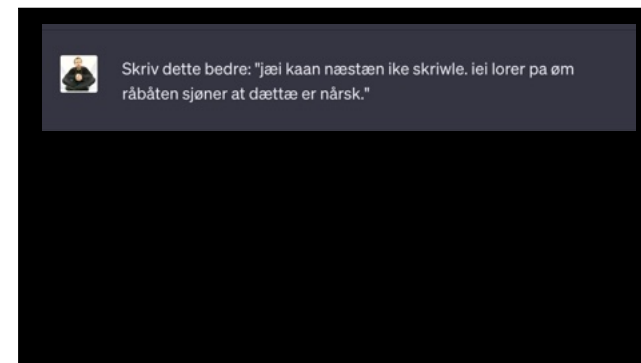 Skriv dette bedre: "jæi kaan næstæn ike skriwle. iei lorer pa øm
råbåten sjøner at dættæ er nårsk."